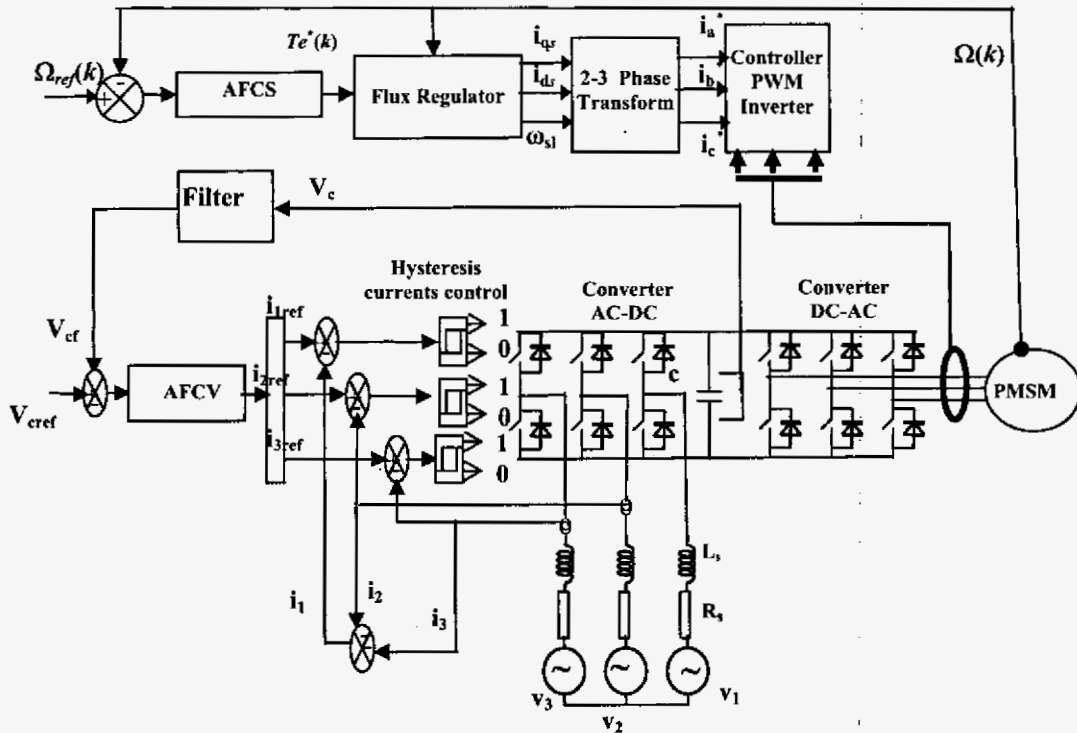 Ω_ref(k)
-
+
AFCS
Te*(k)
Flux Regulator
i_qs
i_ds
ω_sl
2-3 Phase
Transform
i_a*
i_b*
i_c*
Controller
PWM
Inverter
Ω(k)
Filter
V_c
V_cf
V_cref
AFCV
i_1ref
i_2ref
i_3ref
Hysteresis
currents control
1
0
1
0
1
0
Converter
AC-DC
c
Converter
DC-AC
PMSM
i_1
i_2
i_3
L_s
R_s
~
~
~
v_3
v_2
v_1